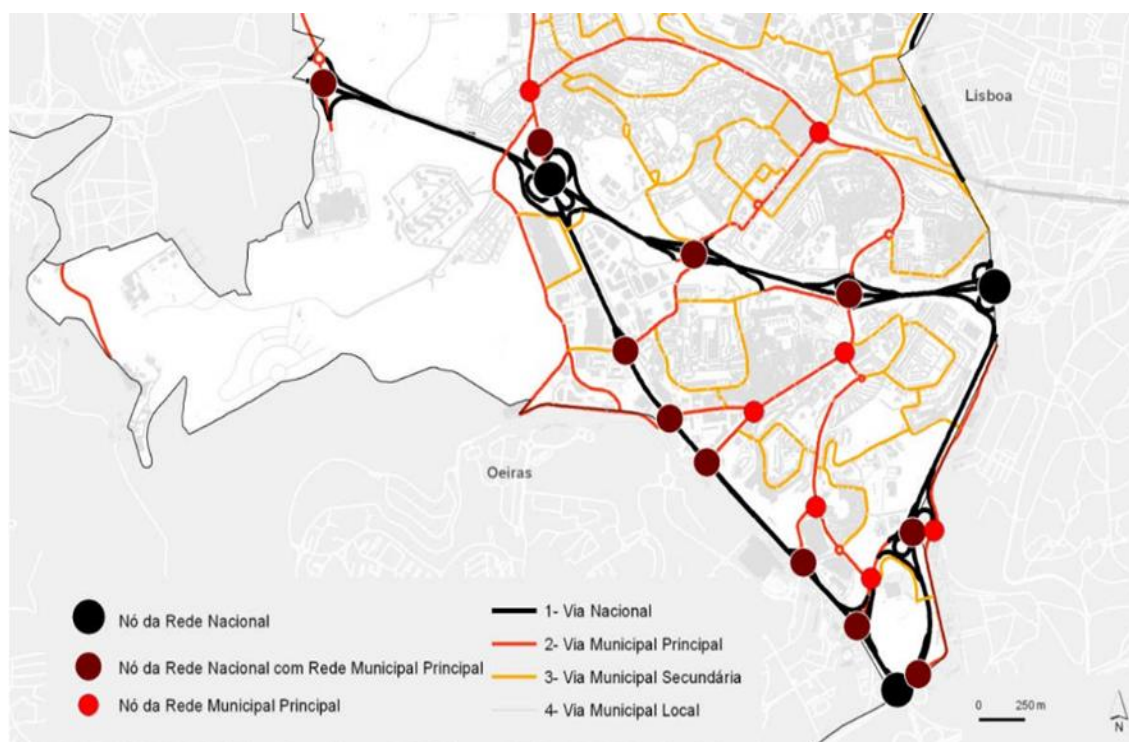 Lisboa
Oeiras
Nó da Rede Nacional
Nó da Rede Nacional com Rede Municipal Principal
Nó da Rede Municipal Principal
1- Via Nacional
2- Via Municipal Principal
3- Via Municipal Secundária
4- Via Municipal Local
0 250 m
N